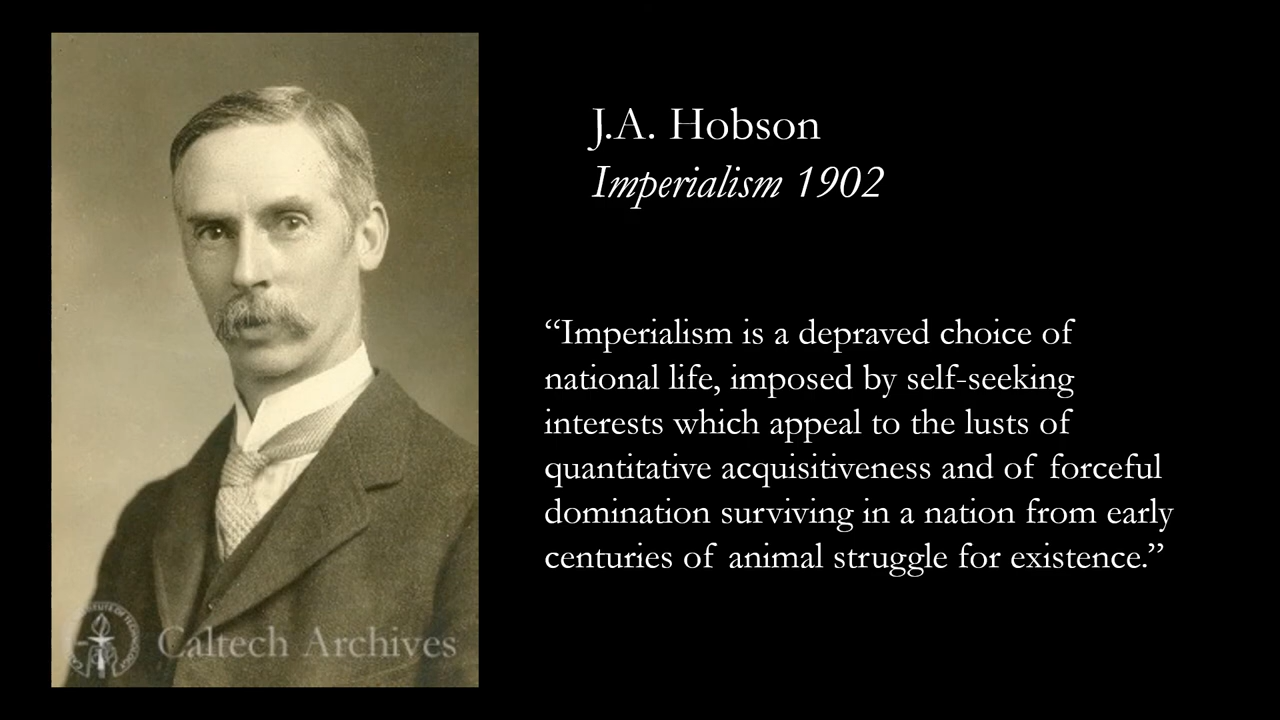 J.A. Hobson
Imperialism 1902
“Imperialism is a depraved choice of
national life, imposed by self-seeking
interests which appeal to the lusts of
quantitative acquisitiveness and of forceful
domination surviving in a nation from early
centuries of animal struggle for existence.”
Caltech Archives